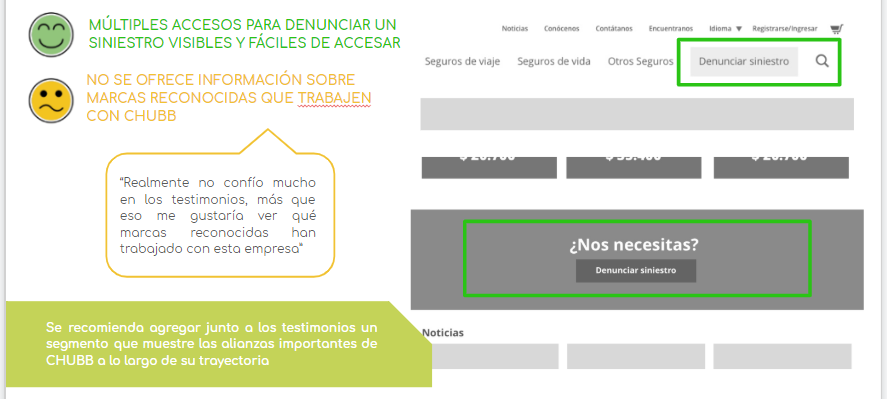 MÚLTIPLES ACCESOS PARA DENUNCIAR UN
SINIESTRO VISIBLES Y FÁCILES DE ACCESAR
NO SE OFRECE INFORMACIÓN SOBRE
MARCAS RECONOCIDAS QUE TRABAJEN
CON CHUBB
“Realmente no confío mucho
en los testimonios, más que
eso me gustaría ver qué
marcas reconocidas han
trabajado con esta empresa”
Se recomienda agregar junto a los testimonios un
segmento que muestre las alianzas importantes de
CHUBB a lo largo de su trayectoria
Noticias Conócenos Contátanos Encuentranos Idioma Registrarse/Ingresar
Seguros de viaje Seguros de vida Otros Seguros Denunciar siniestro
¿Nos necesitas?
Denunciar siniestro
Noticias